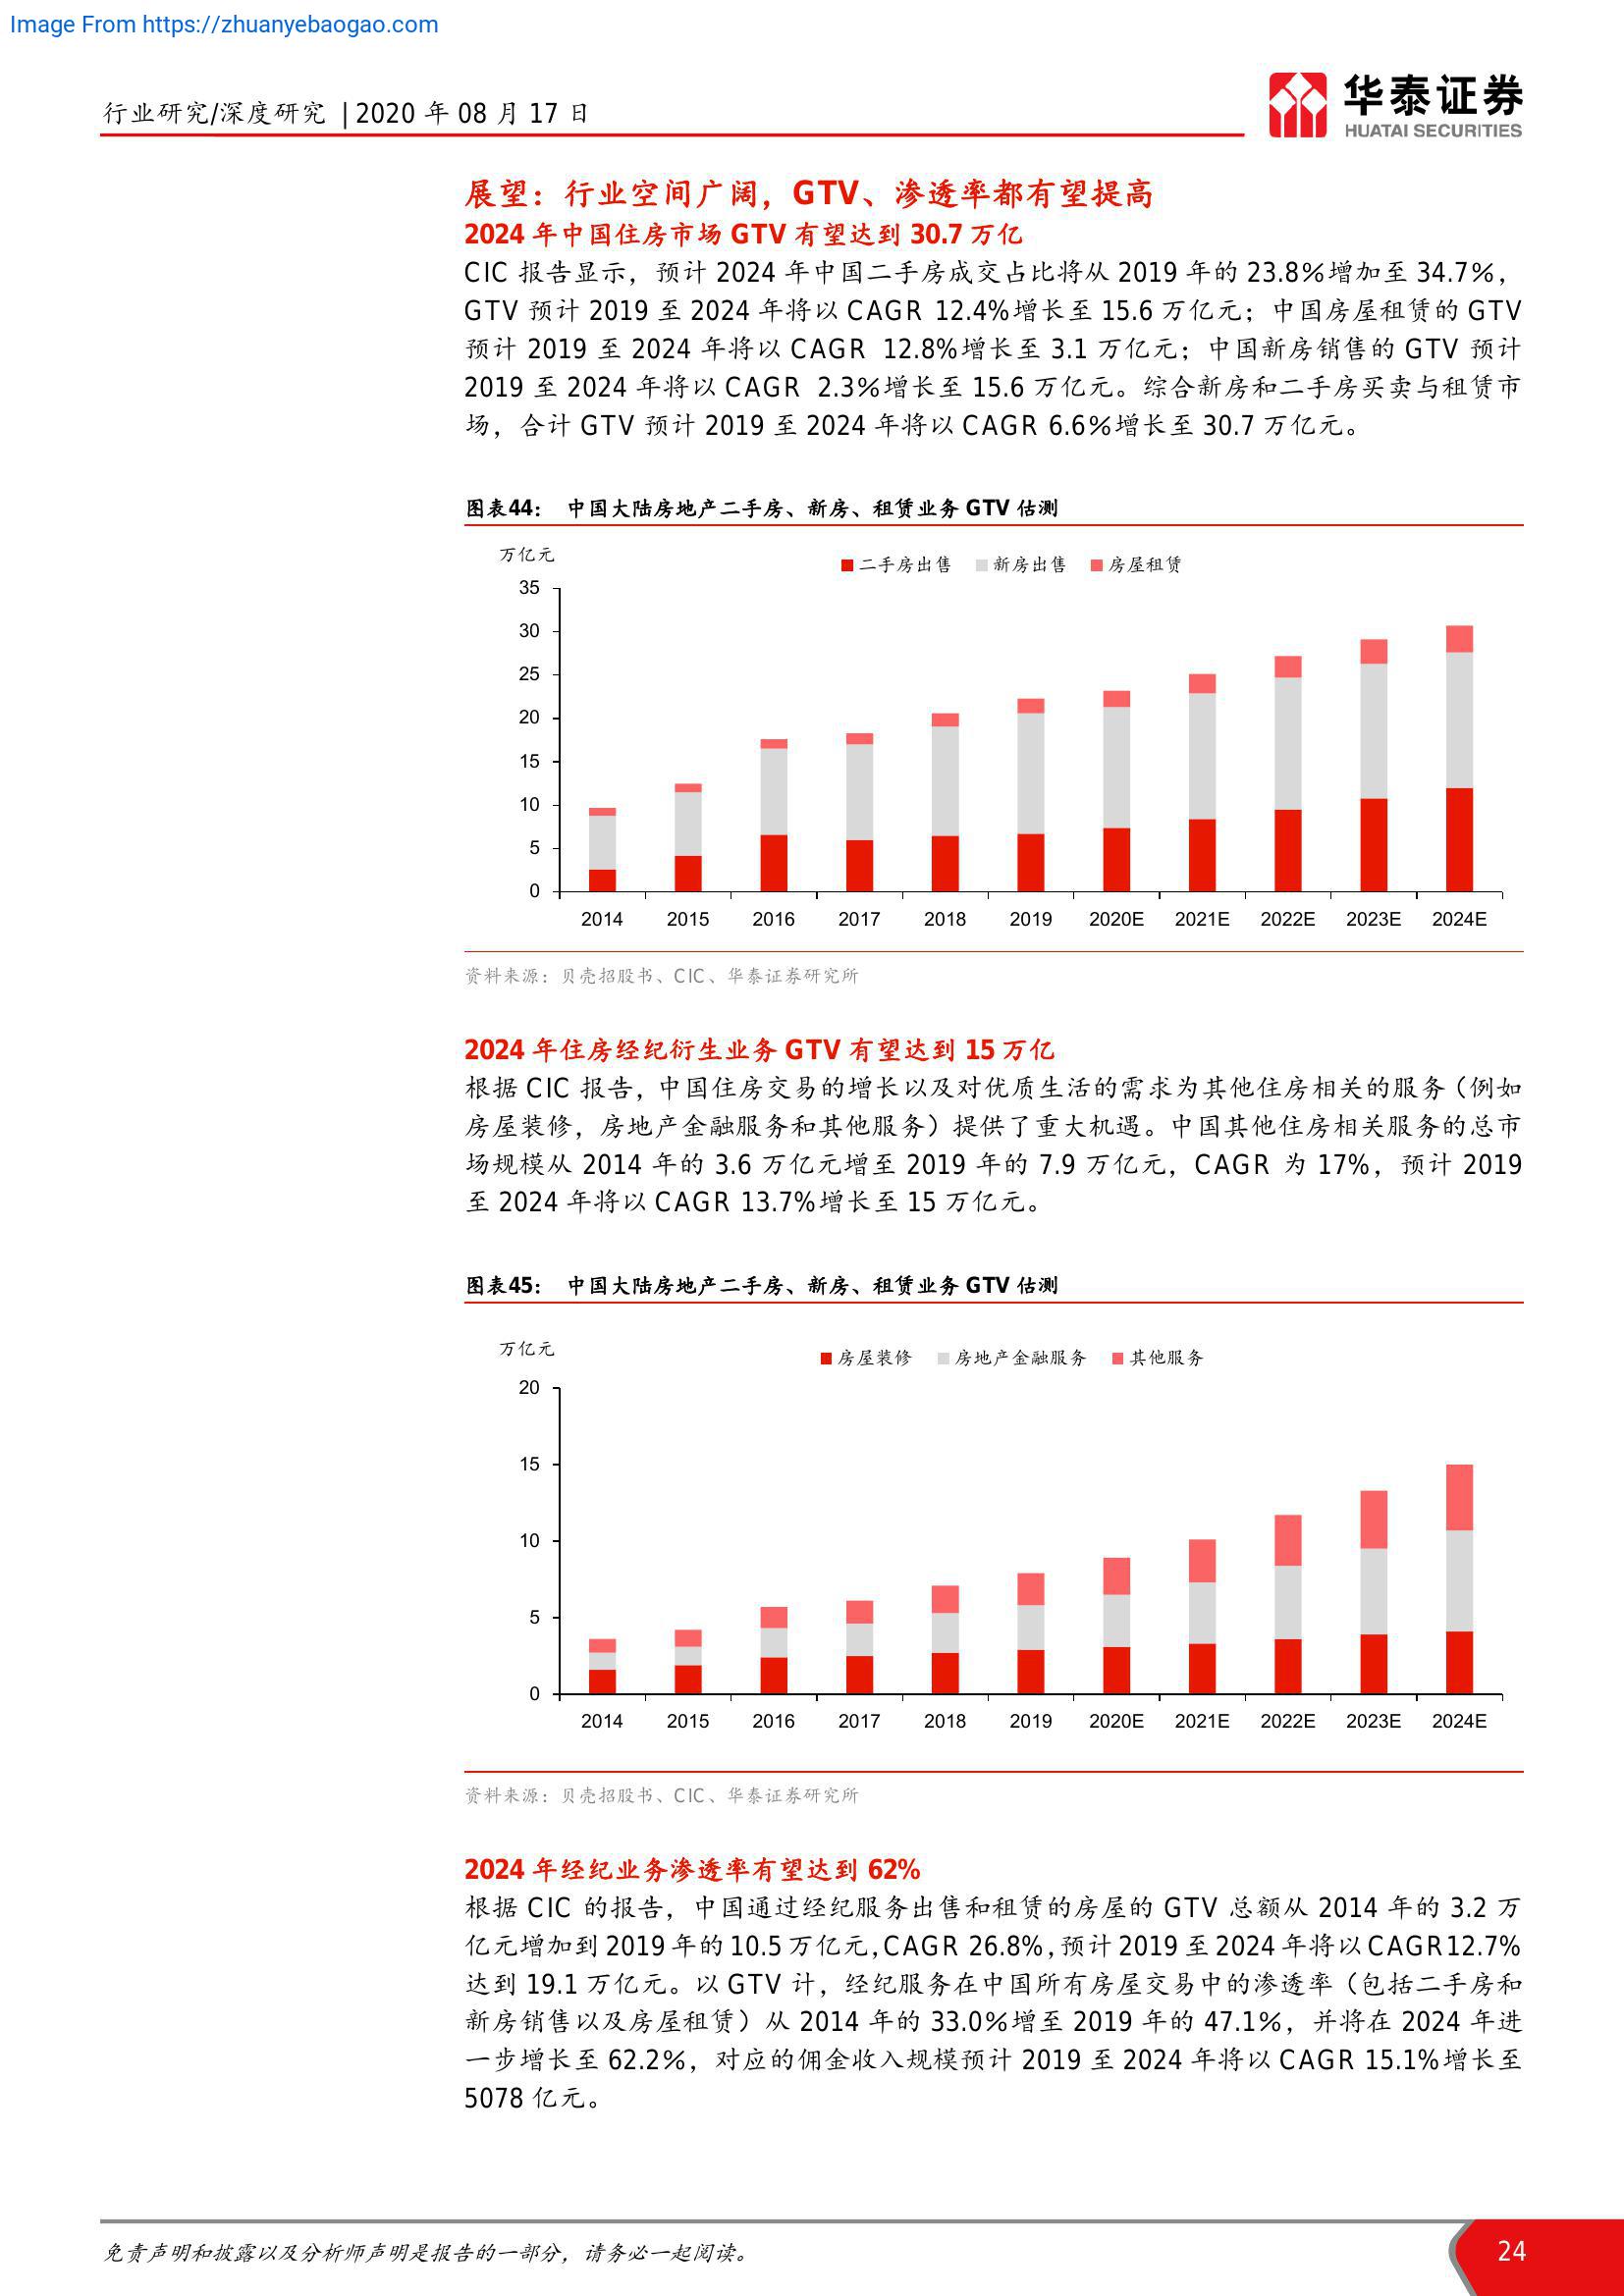 Image From https://zhuanyebaogao.com
行业研究/深度研究 | 2020 年 08 月 17 日
华泰证券
HUATAI SECURITIES
展望：行业空间广阔，GTV、渗透率都有望提高
2024 年中国住房市场 GTV 有望达到 30.7 万亿
CIC 报告显示，预计 2024 年中国二手房成交占比将从 2019 年的 23.8%增加至 34.7%，
GTV 预计 2019 至 2024 年将以 CAGR 12.4%增长至 15.6 万亿元；中国房屋租赁的 GTV
预计 2019 至 2024 年将以 CAGR 12.8%增长至 3.1 万亿元；中国新房销售的 GTV 预计
2019 至 2024 年将以 CAGR 2.3%增长至 15.6 万亿元。综合新房和二手房买卖与租赁市
场，合计 GTV 预计 2019 至 2024 年将以 CAGR 6.6%增长至 30.7 万亿元。
图表44： 中国大陆房地产二手房、新房、租赁业务 GTV 估测
万亿元
二手房出售 新房出售 房屋租赁
35
30
25
20
15
10
5
0
2014 2015 2016 2017 2018 2019 2020E 2021E 2022E 2023E 2024E
资料来源：贝壳招股书、CIC、华泰证券研究所
2024 年住房经纪衍生业务 GTV 有望达到 15 万亿
根据 CIC 报告，中国住房交易的增长以及对优质生活的需求为其他住房相关的服务（例如
房屋装修，房地产金融服务和其他服务）提供了重大机遇。中国其他住房相关服务的总市
场规模从 2014 年的 3.6 万亿元增至 2019 年的 7.9 万亿元，CAGR 为 17%，预计 2019
至 2024 年将以 CAGR 13.7%增长至 15 万亿元。
图表45： 中国大陆房地产二手房、新房、租赁业务 GTV 估测
万亿元
房屋装修 房地产金融服务 其他服务
20
15
10
5
0
2014 2015 2016 2017 2018 2019 2020E 2021E 2022E 2023E 2024E
资料来源：贝壳招股书、CIC、华泰证券研究所
2024 年经纪业务渗透率有望达到 62%
根据 CIC 的报告，中国通过经纪服务出售和租赁的房屋的 GTV 总额从 2014 年的 3.2 万
亿元增加到 2019 年的 10.5 万亿元，CAGR 26.8%，预计 2019 至 2024 年将以 CAGR12.7%
达到 19.1 万亿元。以 GTV 计，经纪服务在中国所有房屋交易中的渗透率（包括二手房和
新房销售以及房屋租赁）从 2014 年的 33.0%增至 2019 年的 47.1%，并将在 2024 年进
一步增长至 62.2%，对应的佣金收入规模预计 2019 至 2024 年将以 CAGR 15.1%增长至
5078 亿元。
免责声明和披露以及分析师声明是报告的一部分，请务必一起阅读。
24